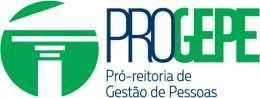 PROGEPE
Pró-reitoria de
Gestão de Pessoas